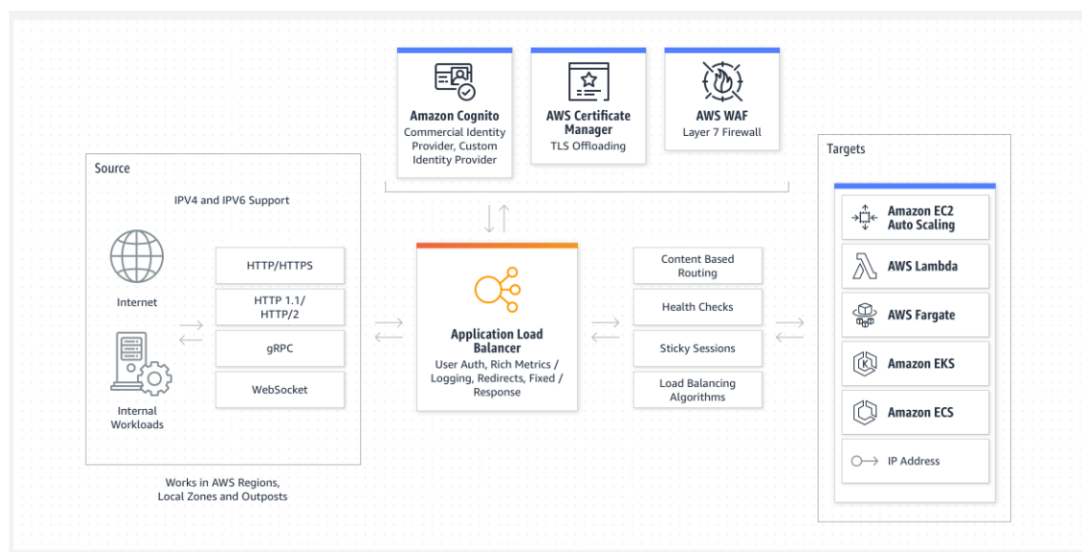 Amazon Cognito
Commercial Identity
Provider, Custom
Identity Provider
AWS Certificate
Manager
TLS Offloading
AWS WAF
Layer 7 Firewall
Source
IPV4 and IPV6 Support
Internet
Internal
Workloads
HTTP/HTTPS
HTTP 1.1/
HTTP/2
gRPC
WebSocket
Works in AWS Regions,
Local Zones and Outposts
Application Load
Balancer
User Auth, Rich Metrics /
Logging, Redirects, Fixed /
Response
Content Based
Routing
Health Checks
Sticky Sessions
Load Balancing
Algorithms
Targets
Amazon EC2
Auto Scaling
AWS Lambda
AWS Fargate
Amazon EKS
Amazon ECS
IP Address